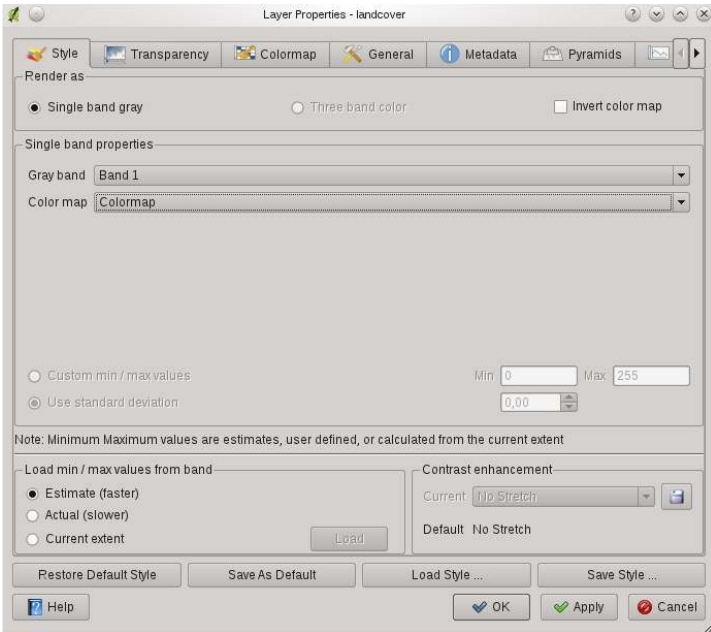 Layer Properties - landcover
Style Transparency Colormap General Metadata Pyramids
Render as
Single band gray Three band color Invert color map
Single band properties
Gray band Band 1
Color map Colormap
Custom min / max values Min 0 Max 255
Use standard deviation 0,00
Note: Minimum Maximum values are estimates, user defined, or calculated from the current extent
Load min / max values from band Contrast enhancement
Estimate (faster) Current No Stretch
Actual (slower)
Current extent Load Default No Stretch
Restore Default Style Save As Default Load Style ... Save Style ...
Help OK Apply Cancel